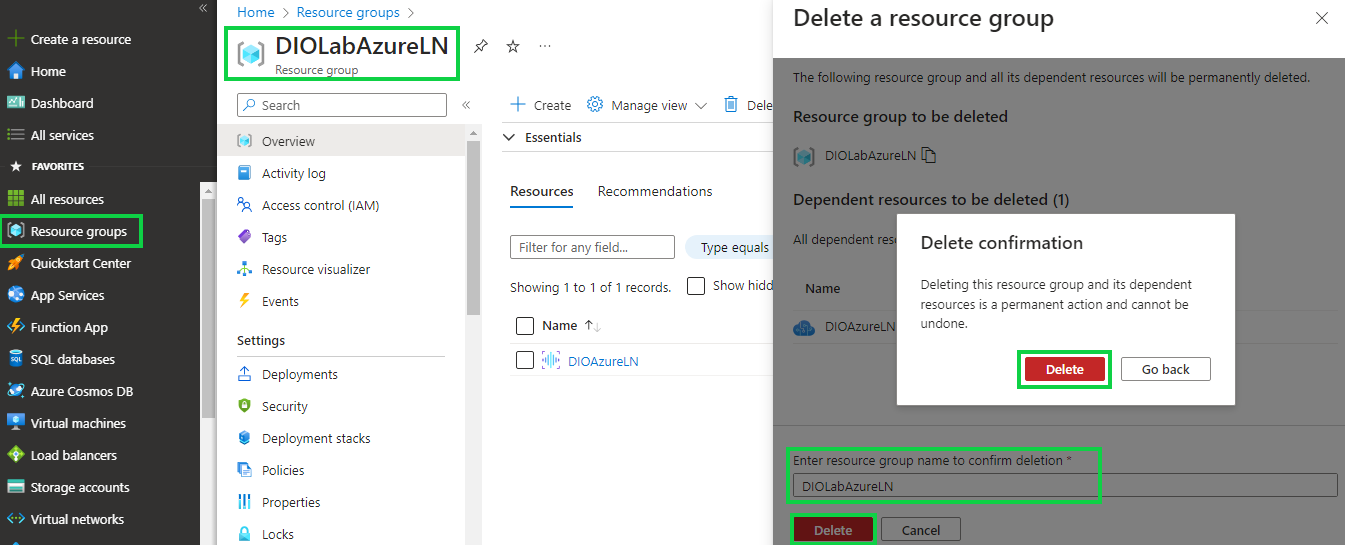 Create a resource
Home
Dashboard
All services
FAVORITES
All resources
Resource groups
Quickstart Center
App Services
Function App
SQL databases
Azure Cosmos DB
Virtual machines
Load balancers
Storage accounts
Virtual networks
Home > Resource groups >
DIOLabAzureLN
Resource group
Search
Overview
Activity log
Access control (IAM)
Tags
Resource visualizer
Events
Settings
Deployments
Security
Deployment stacks
Policies
Properties
Locks
Create Manage view Dele
Essentials
Resources Recommendations
Filter for any field... Type equals
Showing 1 to 1 of 1 records. Show hidd
Name
DIOAzureLN
Delete a resource group
The following resource group and all its dependent resources will be permanently deleted.
Resource group to be deleted
DIOLabAzureLN
Dependent resources to be deleted (1)
All dependent reso
Name
DIOAzureLN
Delete confirmation
Deleting this resource group and its dependent
resources is a permanent action and cannot be
undone.
Delete Go back
Enter resource group name to confirm deletion *
DIOLabAzureLN
Delete Cancel